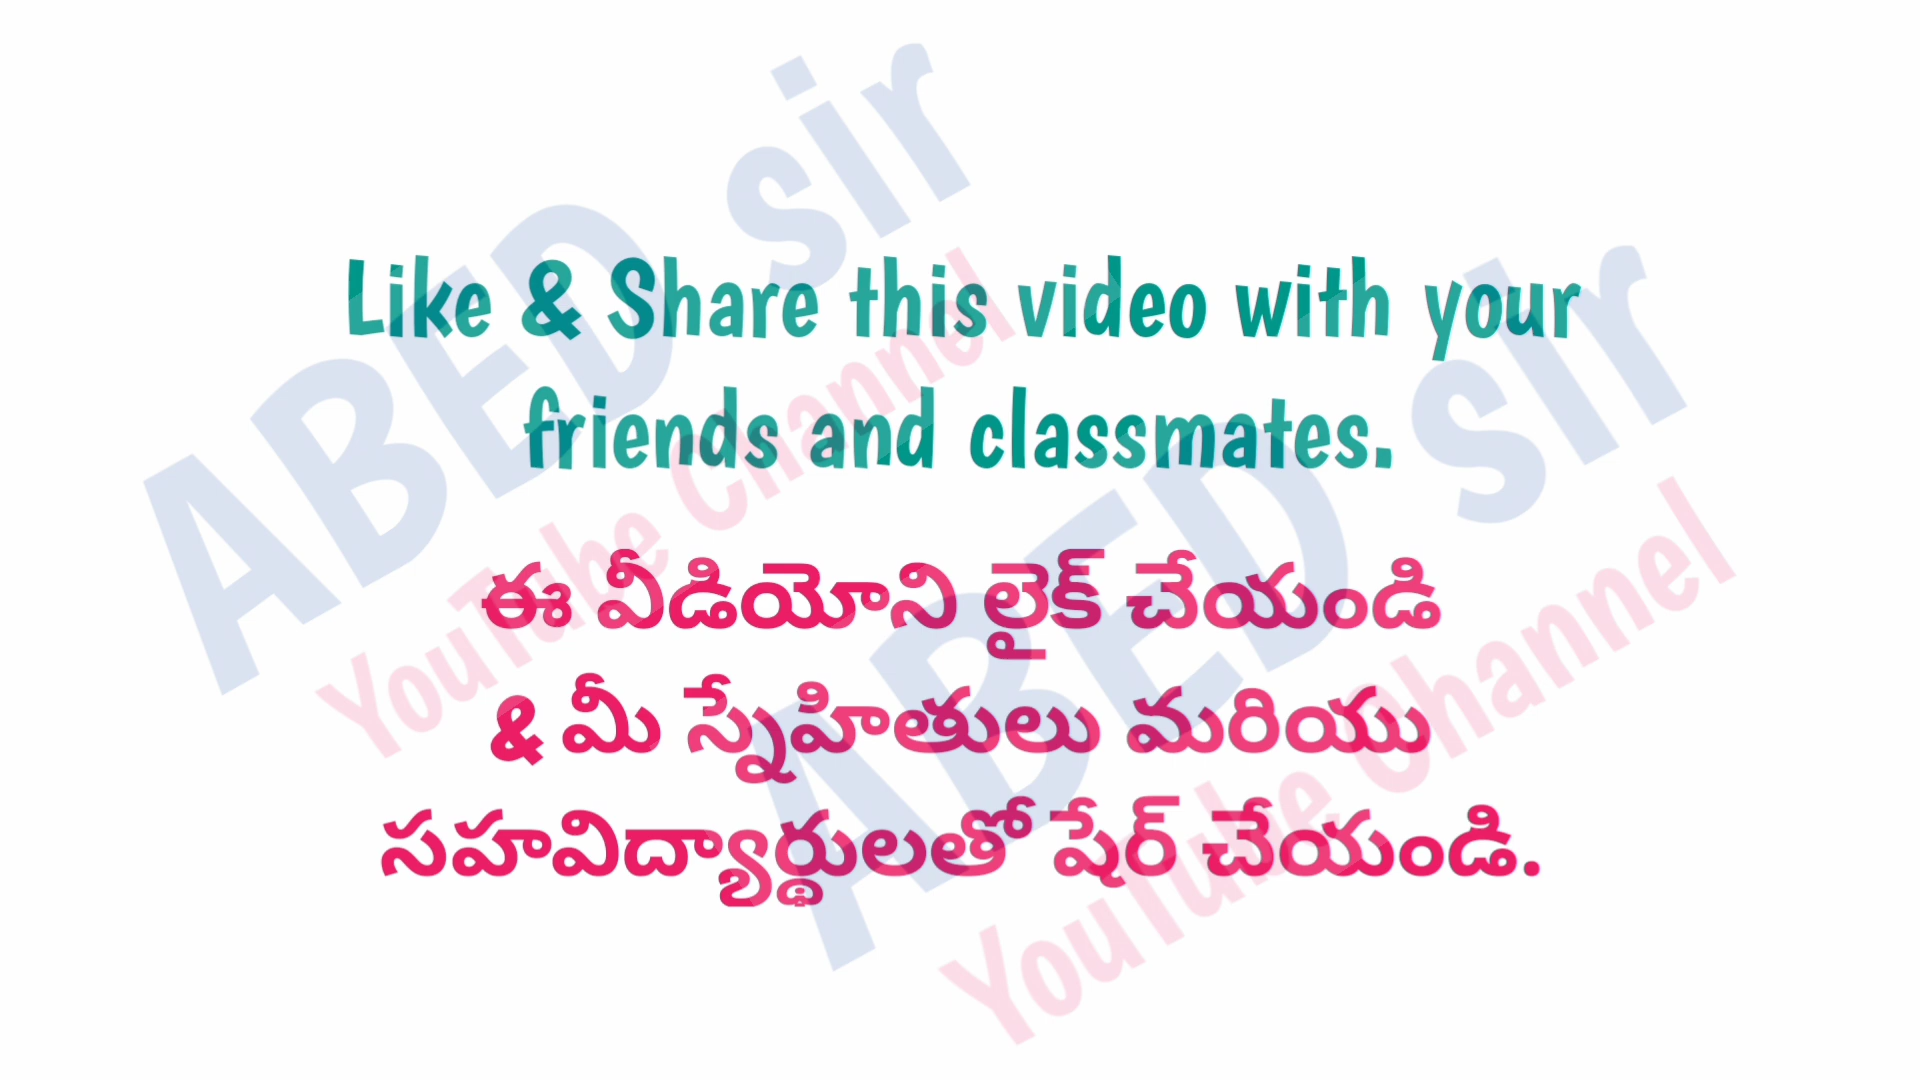 Like & Share this video with your
friends and classmates.
ఈ వీడియోని లైక్ చేయండి
& మీ స్నేహితులు మరియు
సహవిద్యార్థులతో షేర్ చేయండి.
ABED sir
YouTube Channel
ABED sir
YouTube Channel